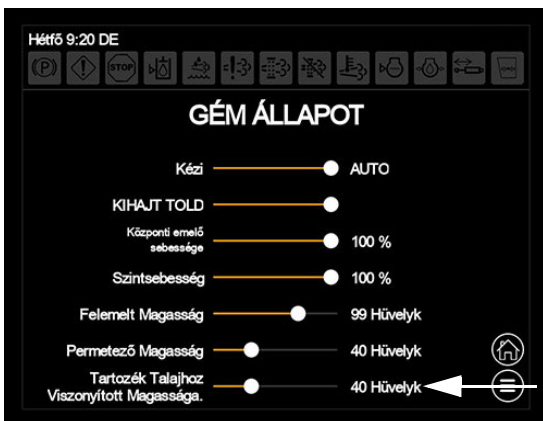 Hétfő 9:20 DE
(P) STOP
GÉM ÁLLAPOT
Kézi AUTO
KIHAJT TOLD
Központi emelő
sebessége 100 %
Szintsebesség 100 %
Felemelt Magasság 99 Hüvelyk
Permetező Magasság 40 Hüvelyk
Tartozék Talajhoz
Viszonyított Magassága. 40 Hüvelyk